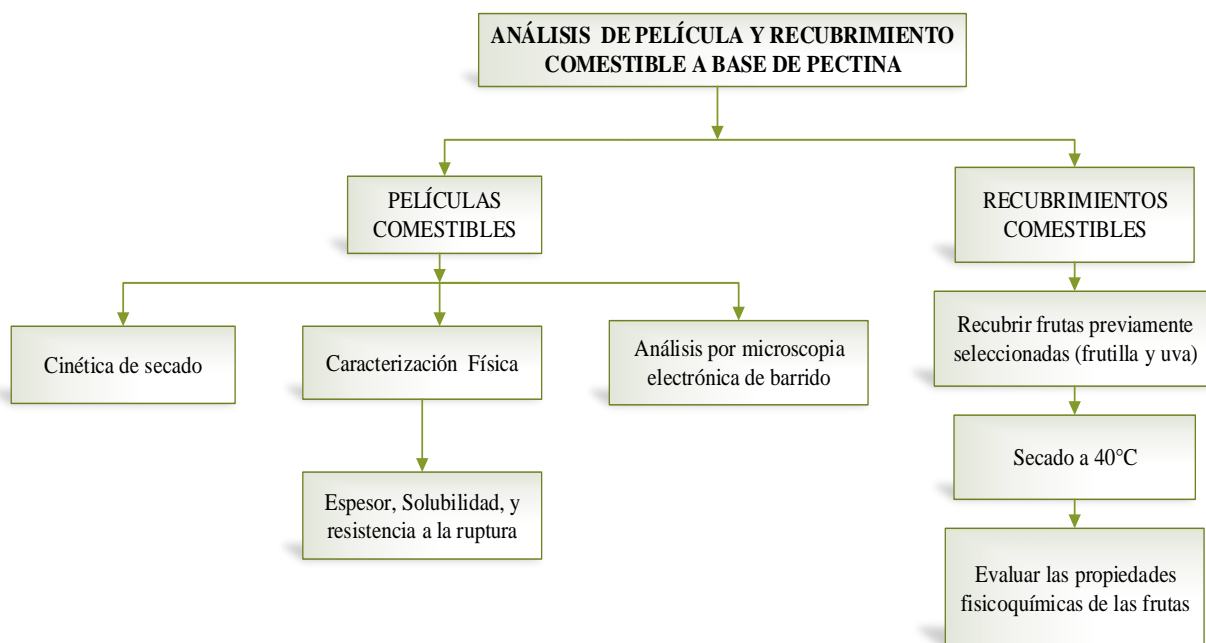 ANÁLISIS DE PELÍCULA Y RECUBRIMIENTO
COMESTIBLE A BASE DE PECTINA
PELÍCULAS
COMESTIBLES
RECUBRIMIENTOS
COMESTIBLES
Cinética de secado
Caracterización Física
Análisis por microscopia
electrónica de barrido
Espesor, Solubilidad, y
resistencia a la ruptura
Recubrir frutas previamente
seleccionadas (frutilla y uva)
Secado a 40°C
Evaluar las propiedades
fisicoquímicas de las frutas